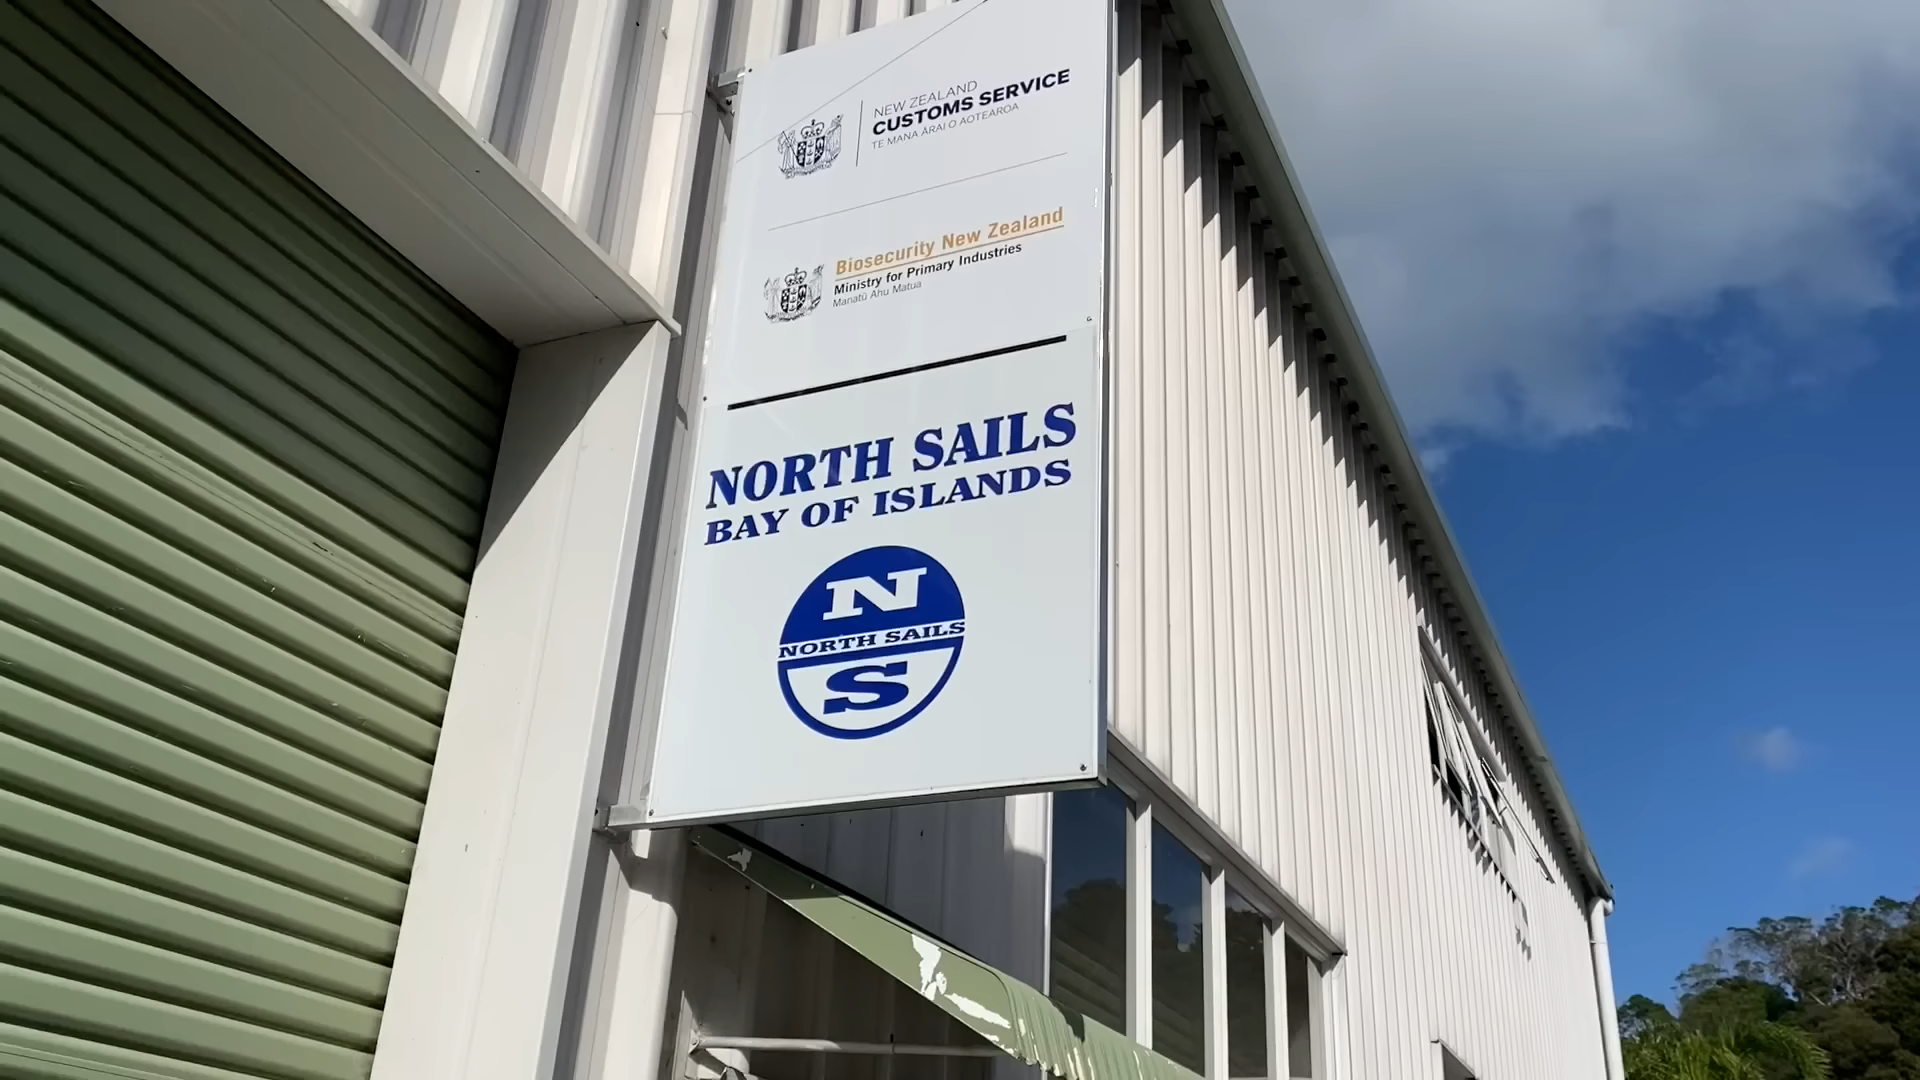 NEW ZEALAND
CUSTOMS SERVICE
TE MANA ĀRAI O AOTEAROA
Biosecurity New Zealand
Ministry for Primary Industries
Manatū Ahu Matua
NORTH SAILS
BAY OF ISLANDS
N
NORTH SAILS
S